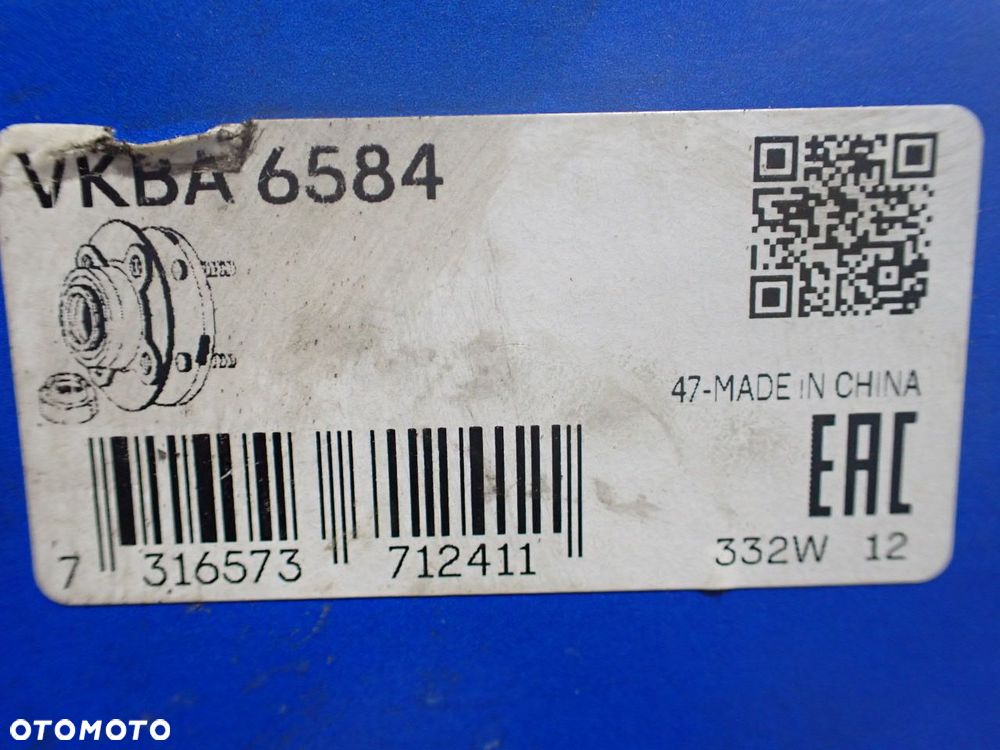 VKBA 6584
47-MADE IN CHINA
EAC
7 316573 712411
332W 12
OTOMOTO